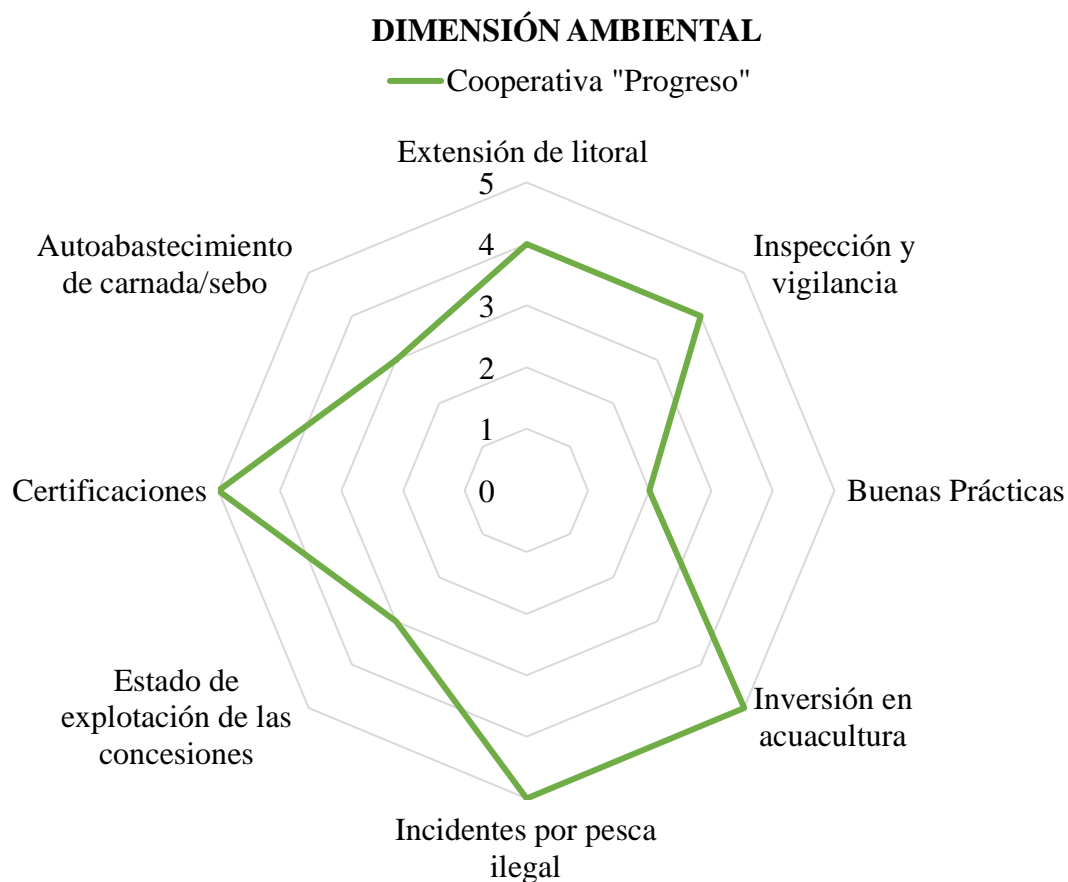 DIMENSIÓN AMBIENTAL
Cooperativa "Progreso"
Extensión de litoral
5
4
3
2
1
0
Inspección y
vigilancia
Buenas Prácticas
Inversión en
acuacultura
Incidentes por pesca
ilegal
Estado de
explotación de las
concesiones
Certificaciones
Autoabastecimiento
de carnada/sebo